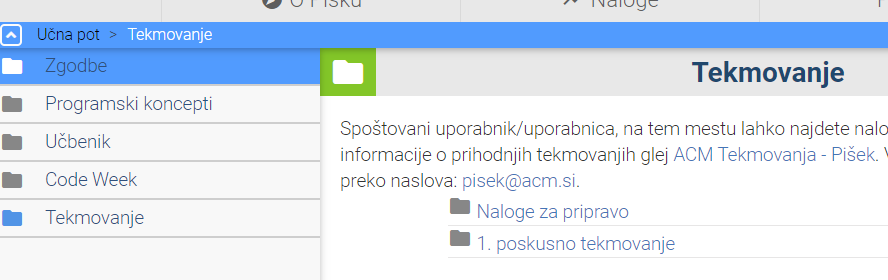 O Pišku
Naloge
Učna pot > Tekmovanje
Zgodbe
Programski koncepti
Učbenik
Code Week
Tekmovanje
Tekmovanje
Spoštovani uporabnik/uporabnica, na tem mestu lahko najdete nalo
informacije o prihodnjih tekmovanjih glej ACM Tekmovanja - Pišek. V
preko naslova: pisek@acm.si.
Naloge za pripravo
1. poskusno tekmovanje